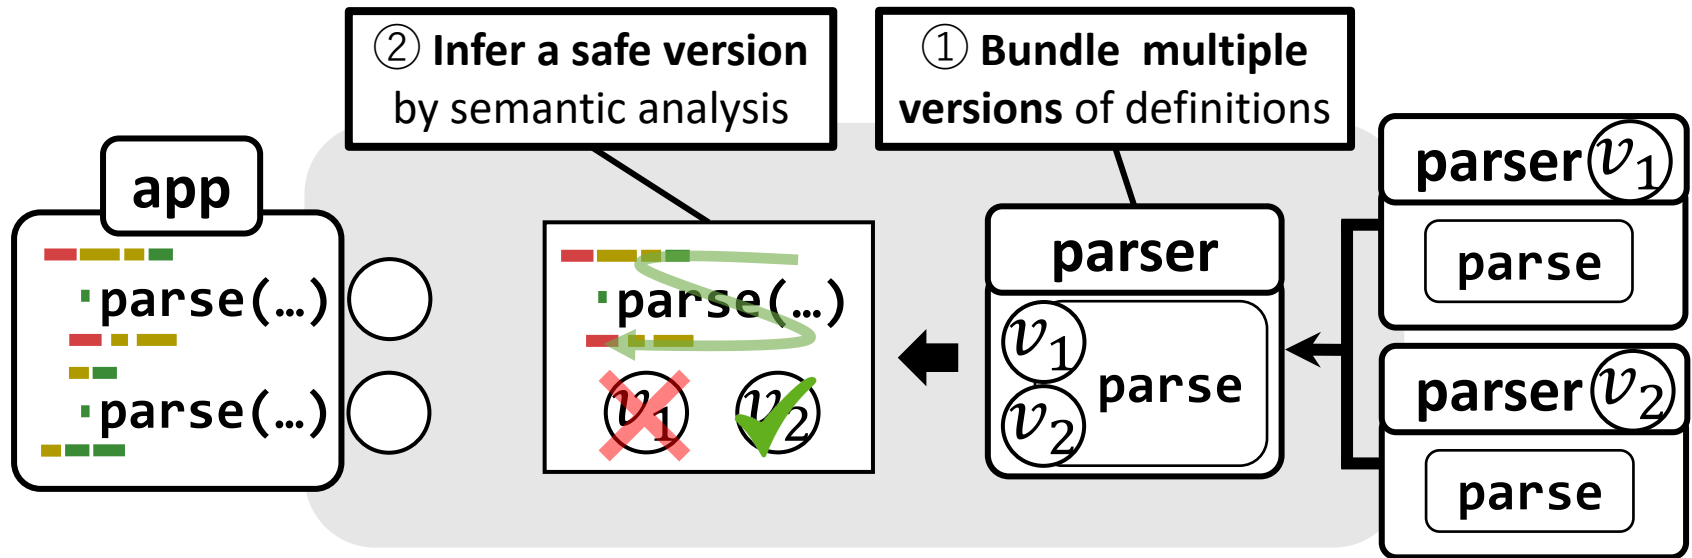 ② Infer a safe version
by semantic analysis
① Bundle multiple
versions of definitions
app
parse(…)
parse(…)
parse(…)
v₁
v₂
parser
v₁
v₂
parse
parser v₁
parse
parser v₂
parse